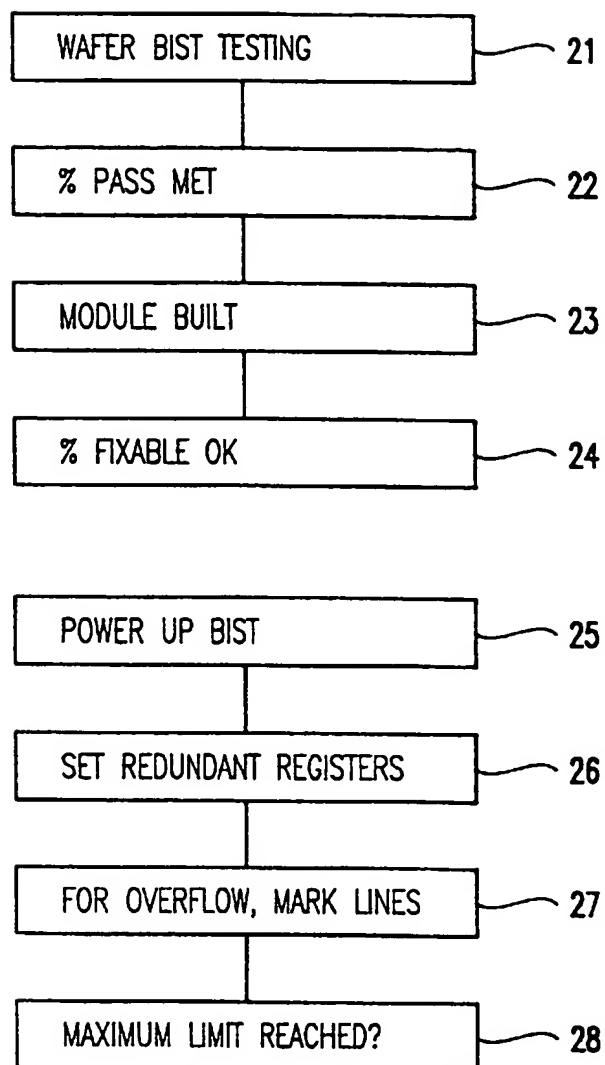 WAFER BIST TESTING 21
% PASS MET 22
MODULE BUILT 23
% FIXABLE OK 24
POWER UP BIST 25
SET REDUNDANT REGISTERS 26
FOR OVERFLOW, MARK LINES 27
MAXIMUM LIMIT REACHED? 28